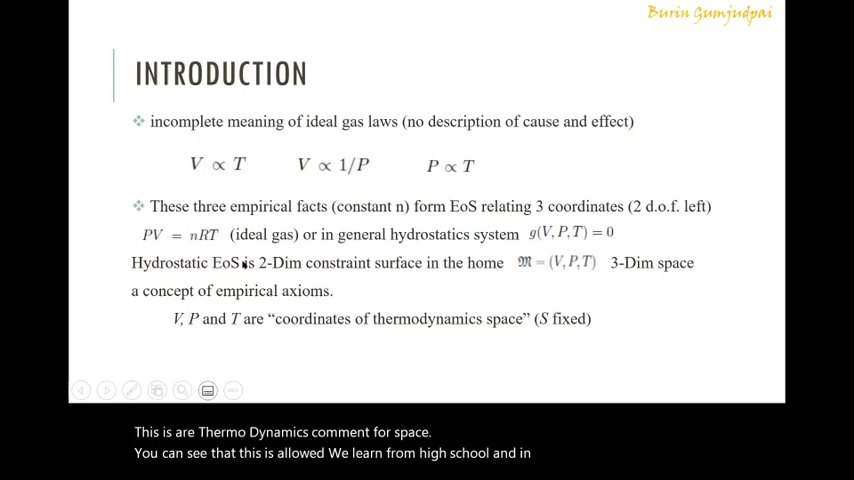 Burin Gumjudpai
INTRODUCTION
❖ incomplete meaning of ideal gas laws (no description of cause and effect)
V ∝ T V ∝ 1/P P ∝ T
❖ These three empirical facts (constant n) form EoS relating 3 coordinates (2 d.o.f. left)
PV = nRT (ideal gas) or in general hydrostatics system g(V, P, T) = 0
Hydrostatic EoS is 2-Dim constraint surface in the home 𝔐 = (V, P, T) 3-Dim space
a concept of empirical axioms.
V, P and T are “coordinates of thermodynamics space” (S fixed)
This is are Thermo Dynamics comment for space.
You can see that this is allowed We learn from high school and in